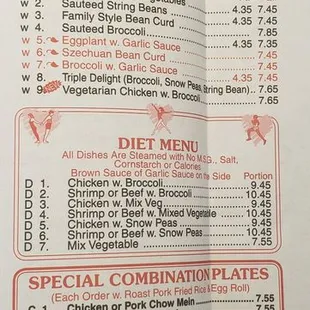 w 2. Sauteed String Beans 4.35 7.45
w 3. Family Style Bean Curd 7.45
w 4. Sauteed Broccoli 7.85
w 5. Eggplant w. Garlic Sauce 4.35 7.35
w 6. Szechuan Bean Curd
w 7. Broccoli w. Garlic Sauce 4.35 7.45
w 8. Triple Delight (Broccoli, Snow Peas, String Bean) 7.65
w 9. Vegetarian Chicken w. Broccoli 7.65
DIET MENU
All Dishes Are Steamed with No M.S.G., Salt,
Cornstarch or Calories
Brown Sauce of Garlic Sauce on the Side Portion
D 1. Chicken w. Broccoli 9.45
D 2. Shrimp or Beef w. Broccoli 10.45
D 3. Chicken w. Mix Veg 9.45
D 4. Shrimp or Beef w. Mixed Vegetable 10.45
D 5. Chicken w. Snow Peas 9.45
D 6. Shrimp or Beef w. Snow Peas 10.45
D 7. Mix Vegetable 7.55
SPECIAL COMBINATION PLATES
(Each Order w. Roast Pork Fried Rice & Egg Roll)
C 1. Chicken or Pork Chow Mein 7.55